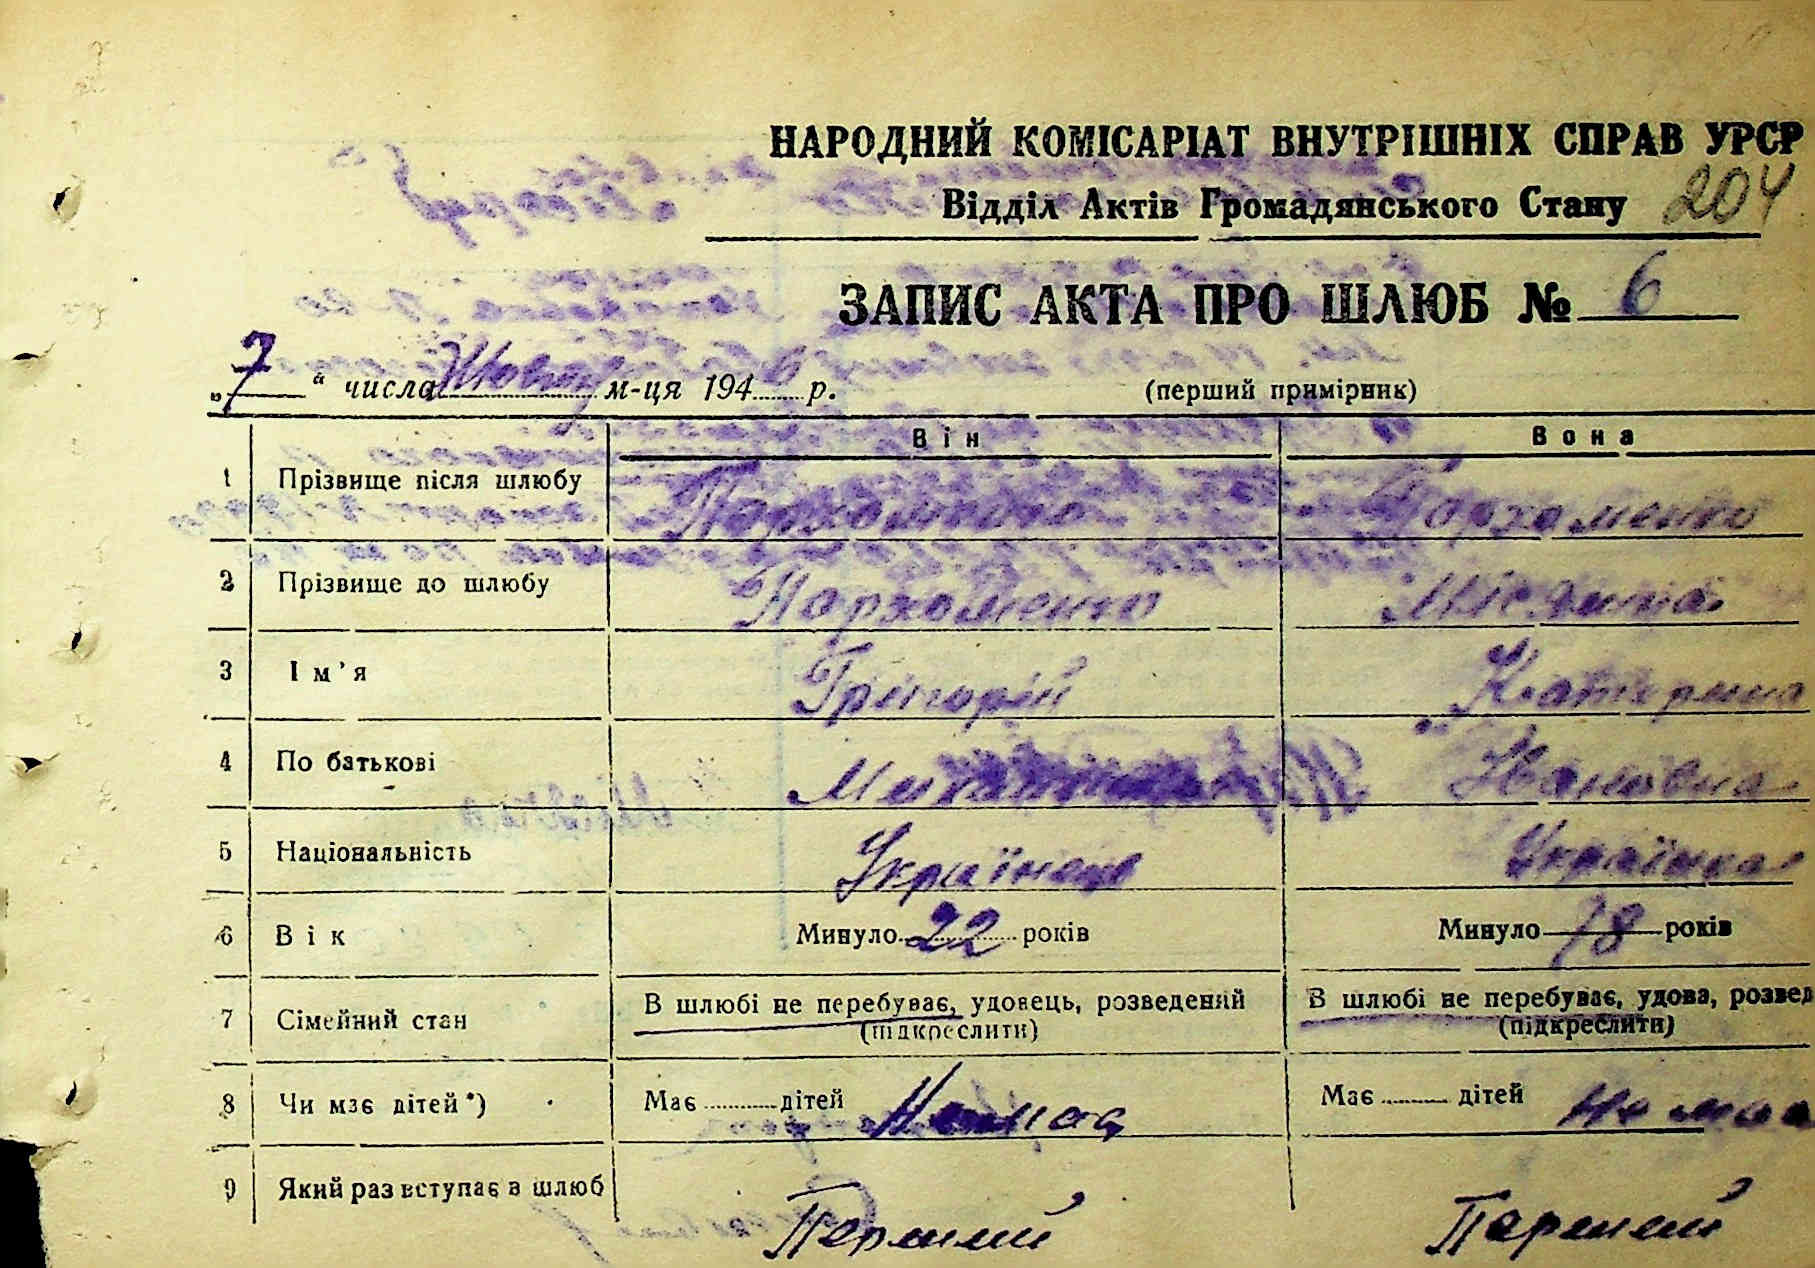 НАРОДНИЙ КОМІСАРІАТ ВНУТРІШНІХ СПРАВ УРСР
Відділ Актів Громадянського Стану 204
ЗАПИС АКТА ПРО ШЛЮБ № 6
„7“ числа Жовтня м-ця 1946 р. (перший примірник)
Він Вона
1 Прізвище після шлюбу Пархоменко Пархоменко
2 Прізвище до шлюбу Пархоменко
3 Ім'я Григорій Катерина
4 По батькові Івановна
5 Національність Українець Українка
6 Вік Минуло 22 років Минуло 18 років
7 Сімейний стан В шлюбі не перебуває, удовець, розведений В шлюбі не перебуває, удова, розвед
(підкреслити) (підкреслити)
8 Чи має дітей*) Має дітей Немає Має дітей Немає
9 Який раз вступає в шлюб Перший Перший